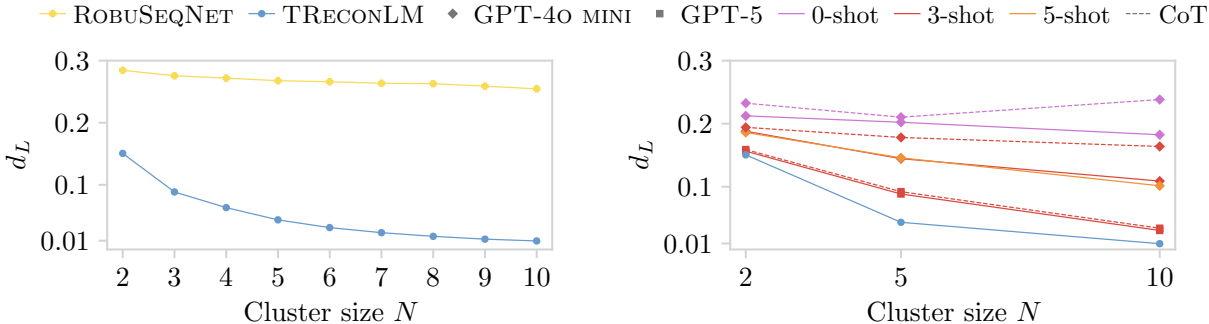 ROBUSEQNET TRECONLM GPT-4O MINI GPT-5 0-shot 3-shot 5-shot CoT
0.3
0.2
0.1
0.01
d_L
2 3 4 5 6 7 8 9 10
Cluster size N
0.3
0.2
0.1
0.01
d_L
2 5 10
Cluster size N